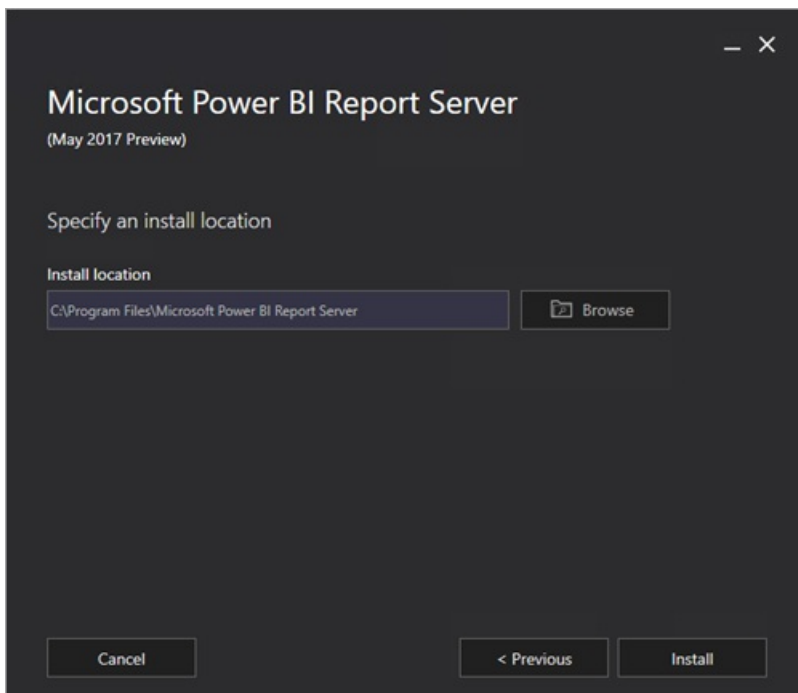 Microsoft Power BI Report Server
(May 2017 Preview)
Specify an install location
Install location
C:\Program Files\Microsoft Power BI Report Server
Browse
Cancel
< Previous
Install